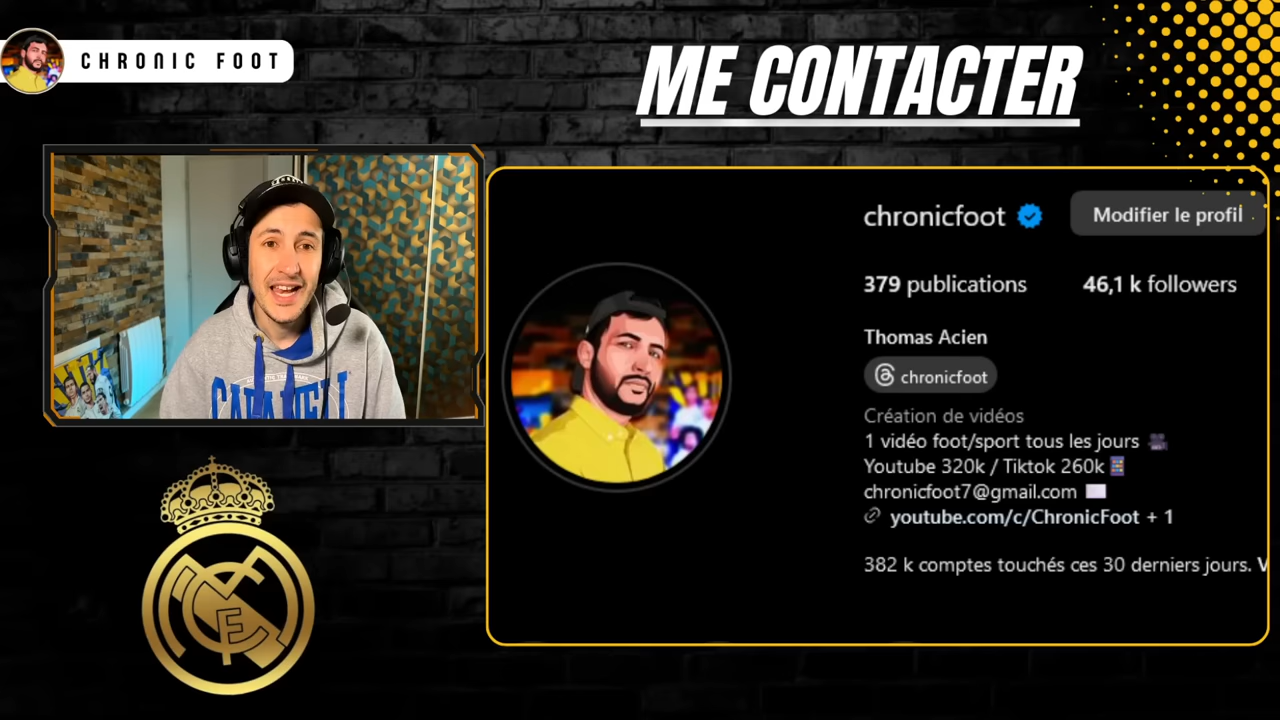 CHRONIC FOOT
ME CONTACTER
chronicfoot
Modifier le profil
379 publications
46,1 k followers
Thomas Acien
chronicfoot
Création de vidéos
1 vidéo foot/sport tous les jours
Youtube 320k / Tiktok 260k
chronicfoot7@gmail.com
youtube.com/c/ChronicFoot + 1
382 k comptes touchés ces 30 derniers jours. V